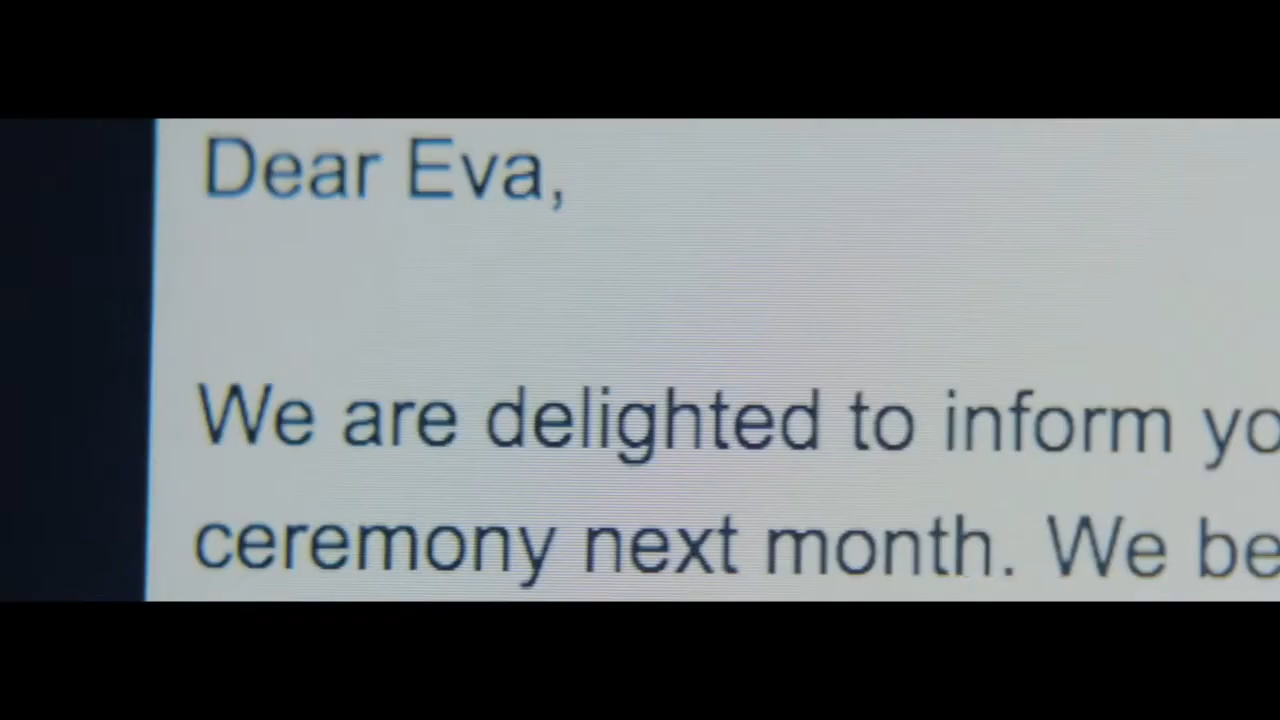 Dear Eva,
We are delighted to inform yo
ceremony next month. We be